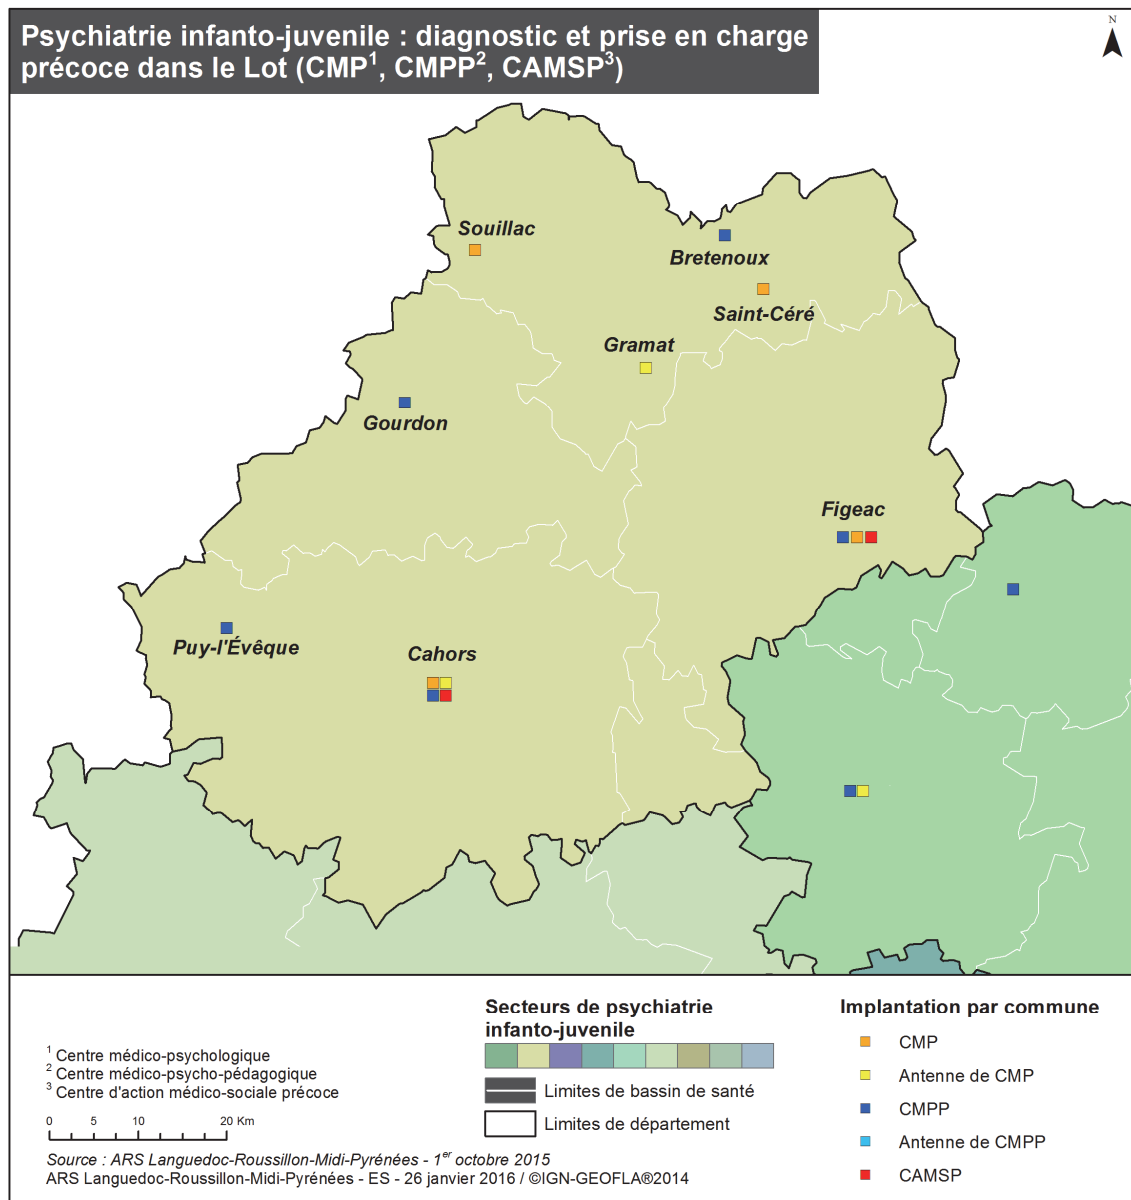 Psychiatrie infanto-juvenile : diagnostic et prise en charge
précoce dans le Lot (CMP¹, CMPP², CAMSP³)
N
Souillac
Bretenoux
Saint-Céré
Gramat
Gourdon
Figeac
Puy-l'Évêque
Cahors
¹ Centre médico-psychologique
² Centre médico-psycho-pédagogique
³ Centre d'action médico-sociale précoce
0 5 10 20 Km
Source : ARS Languedoc-Roussillon-Midi-Pyrénées - 1er octobre 2015
ARS Languedoc-Roussillon-Midi-Pyrénées - ES - 26 janvier 2016 / ©IGN-GEOFLA®2014
Secteurs de psychiatrie
infanto-juvenile
Limites de bassin de santé
Limites de département
Implantation par commune
CMP
Antenne de CMP
CMPP
Antenne de CMPP
CAMSP